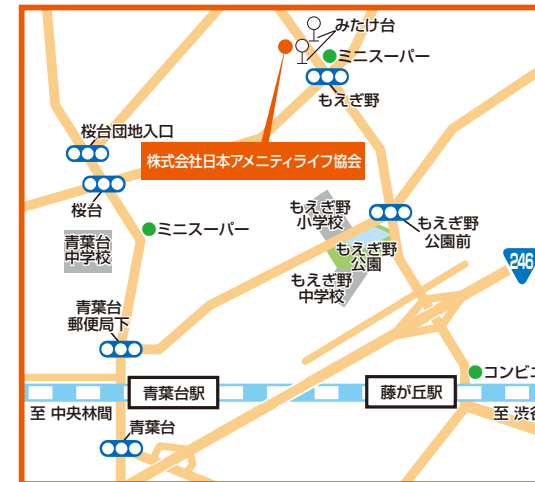 みたけ台
ミニスーパー
もえぎ野
桜台団地入口
株式会社日本アメニティライフ協会
桜台
もえぎ野
小学校
もえぎ野
公園前
ミニスーパー
青葉台
中学校
もえぎ野
公園
246
もえぎ野
中学校
青葉台
郵便局下
コンビニ
青葉台駅
藤が丘駅
至 中央林間
至 渋谷
青葉台